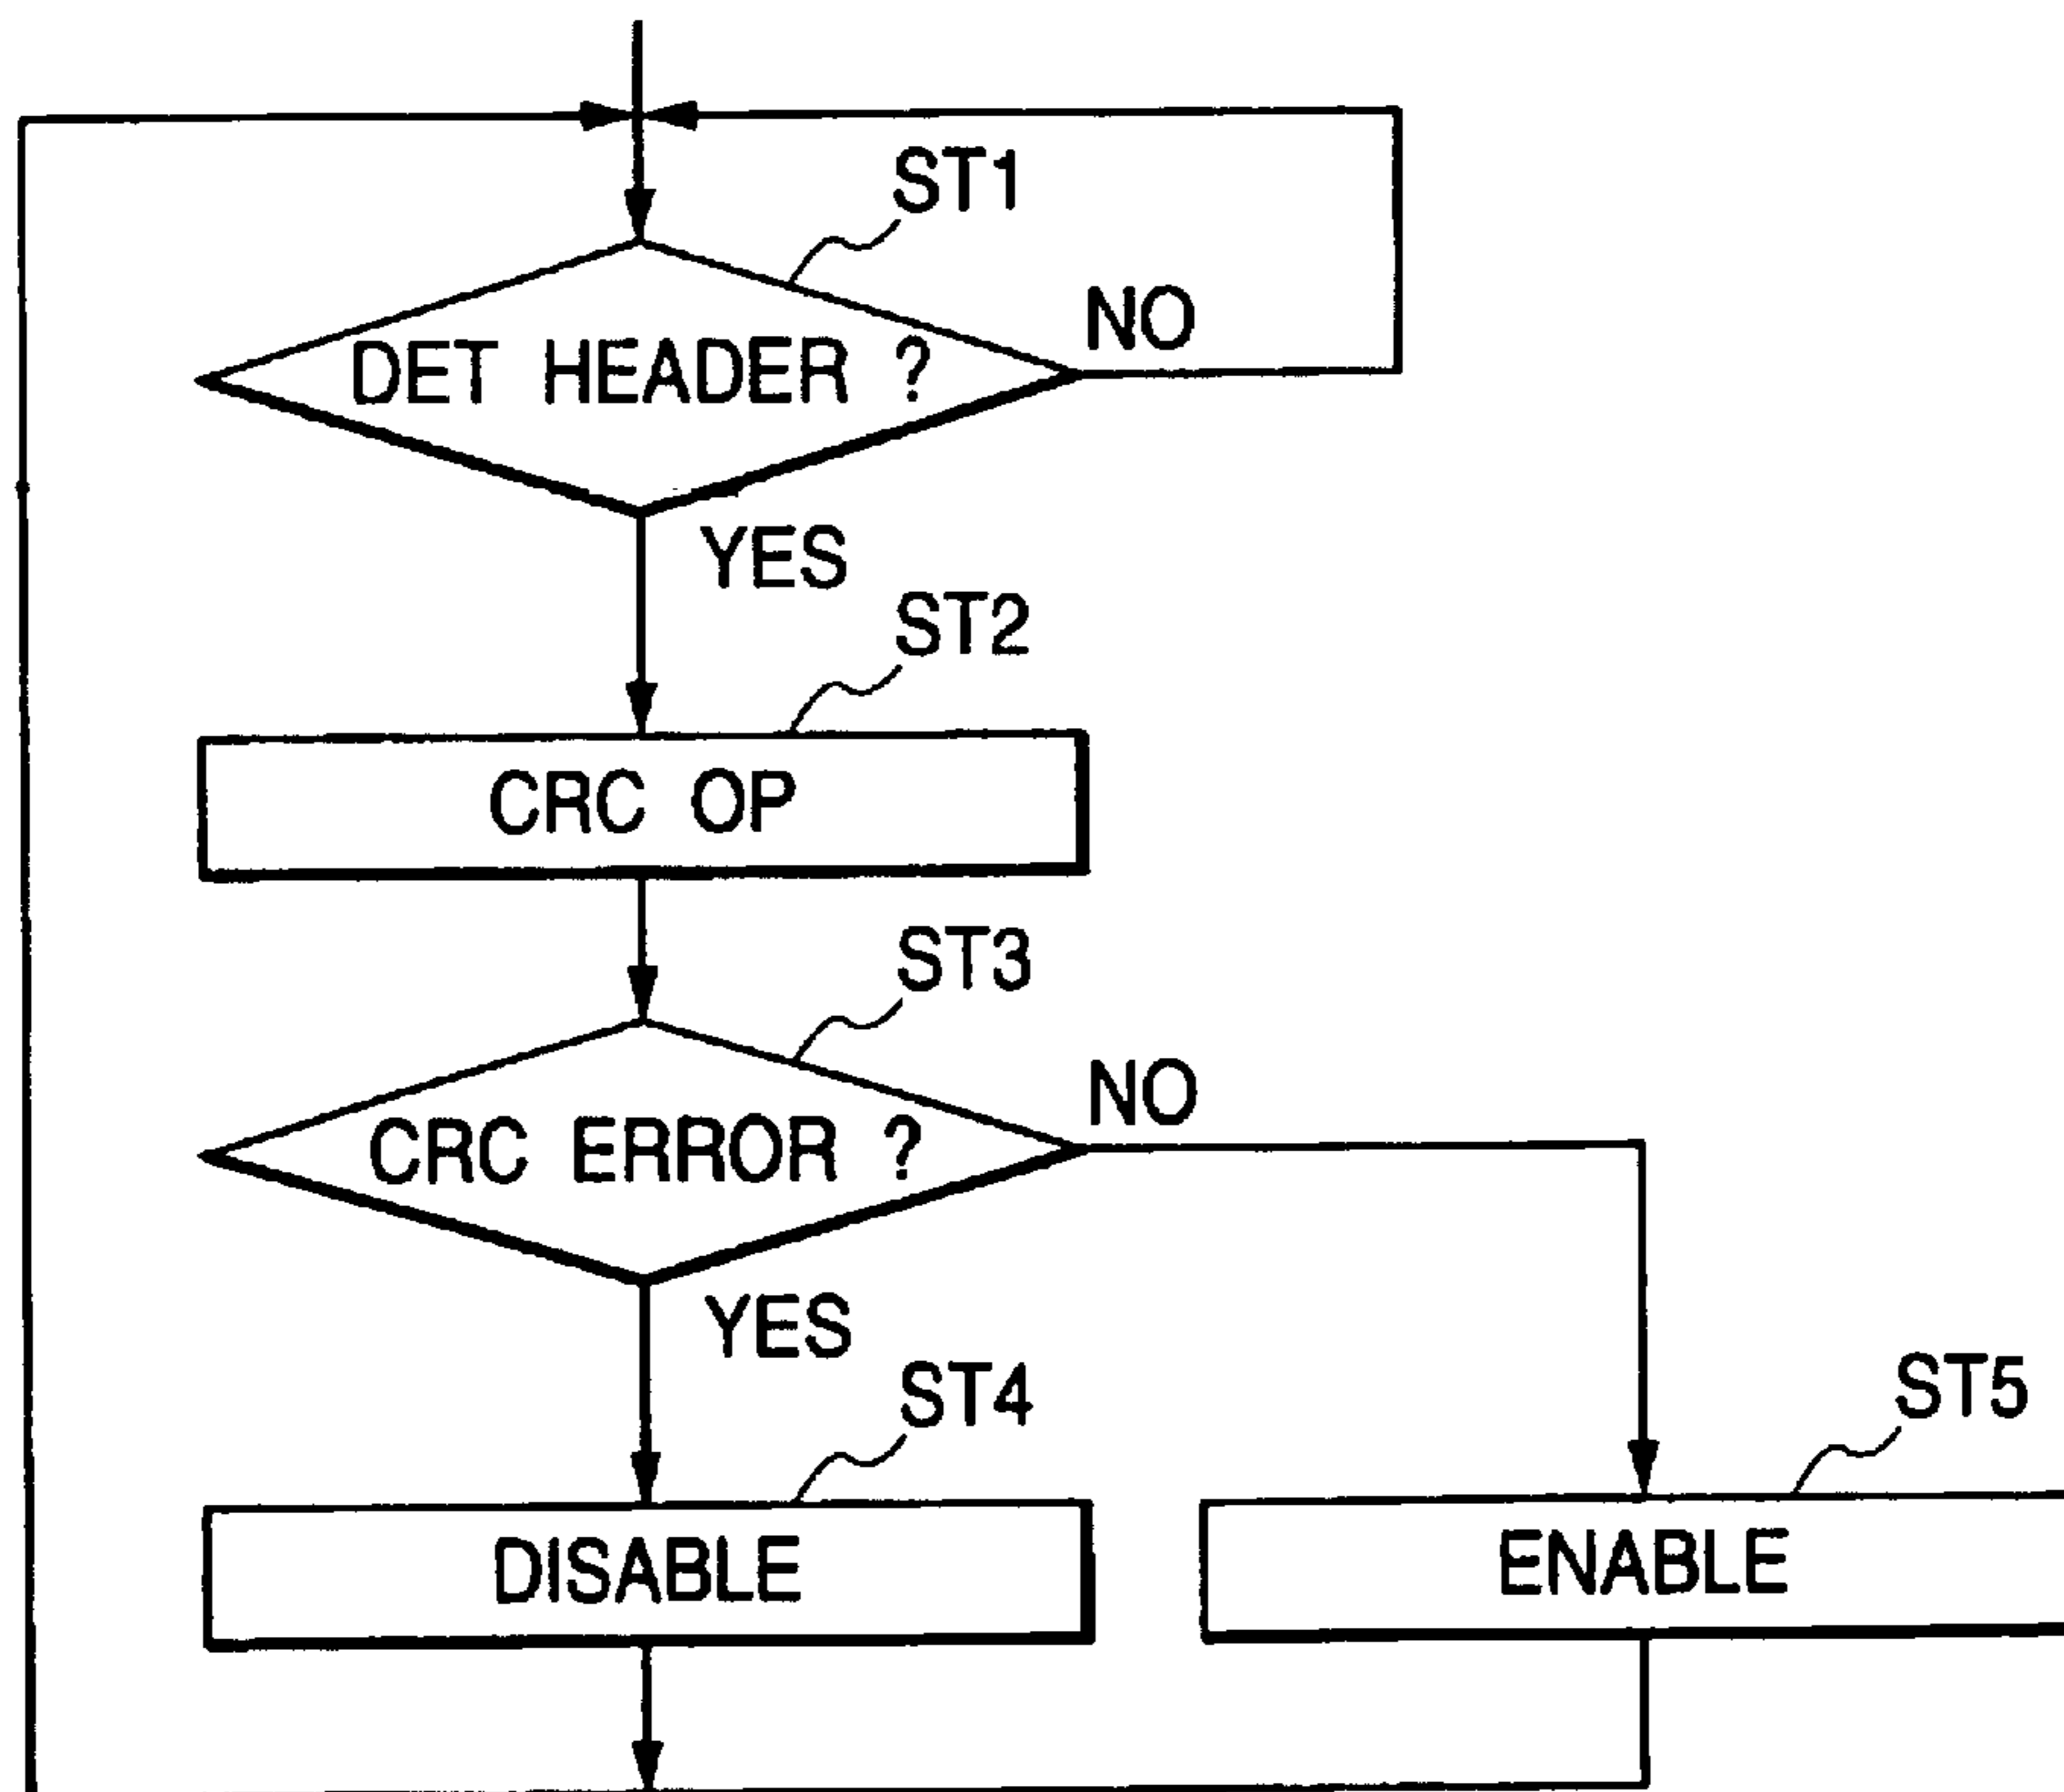 ST1
DET HEADER ?
NO
YES
ST2
CRC OP
ST3
CRC ERROR ?
NO
YES
ST4
DISABLE
ST5
ENABLE